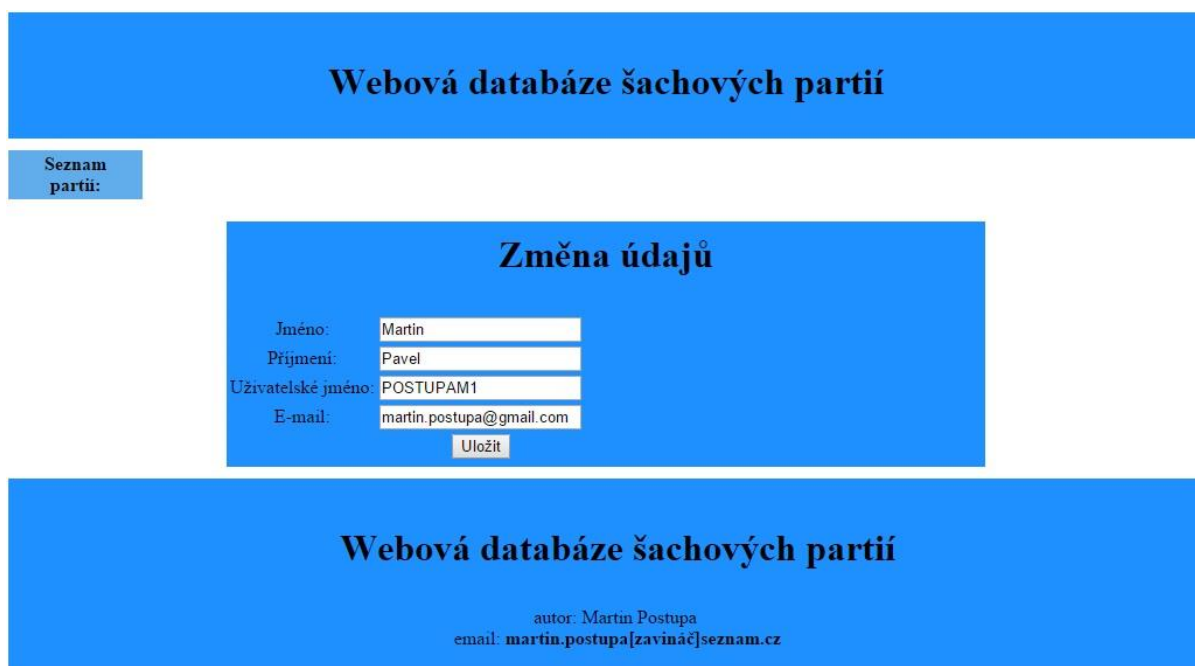 Webová databáze šachových partií
Seznam
partií:
Změna údajů
Jméno: Martin
Příjmení: Pavel
Uživatelské jméno: POSTUPAM1
E-mail: martin.postupa@gmail.com
Uložit
Webová databáze šachových partií
autor: Martin Postupa
email: martin.postupa[zavináč]seznam.cz